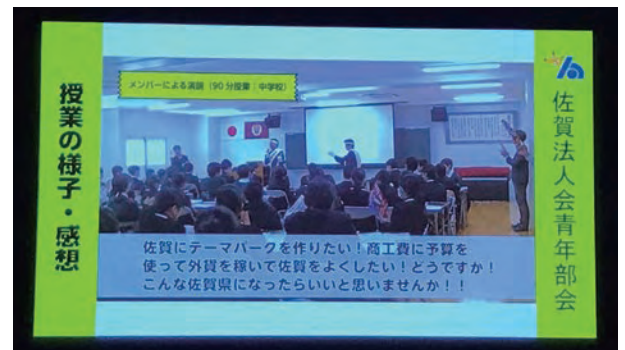 授業の様子・感想
メンバーによる演説（90分授業：中学校）
佐賀にテーマパークを作りたい！商工費に予算を
使って外貨を稼いで佐賀をよくしたい！どうですか！
こんな佐賀県になったらいいと思いませんか！！
佐賀法人会青年部会